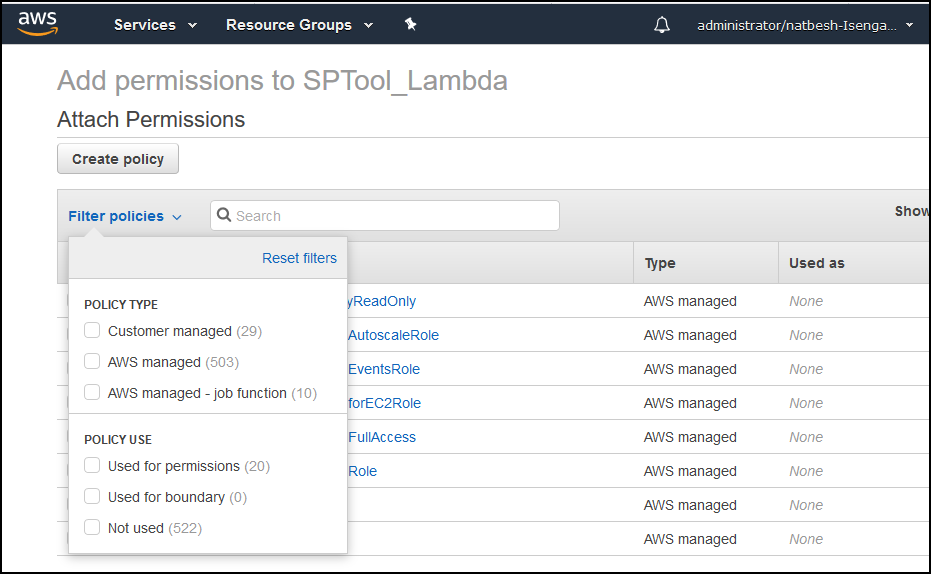 aws Services Resource Groups administrator/natbesh-Isenga...
Add permissions to SPTool_Lambda
Attach Permissions
Create policy
Filter policies Search Show
Reset filters
Type Used as
POLICY TYPE
yReadOnly AWS managed None
Customer managed (29)
AutoscaleRole AWS managed None
AWS managed (503)
EventsRole AWS managed None
AWS managed - job function (10)
forEC2Role AWS managed None
POLICY USE
FullAccess AWS managed None
Used for permissions (20)
Role AWS managed None
Used for boundary (0)
AWS managed None
Not used (522)
AWS managed None